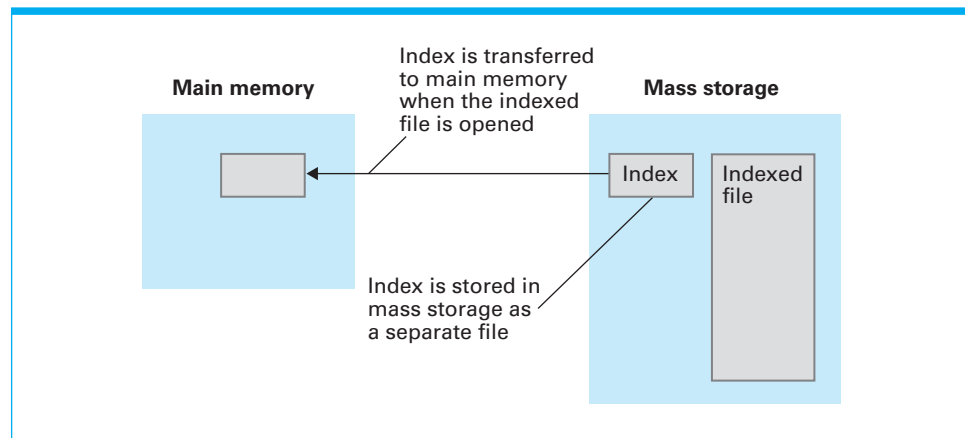 Index is transferred
to main memory
when the indexed
file is opened
Main memory
Mass storage
Index
Indexed
file
Index is stored in
mass storage as
a separate file